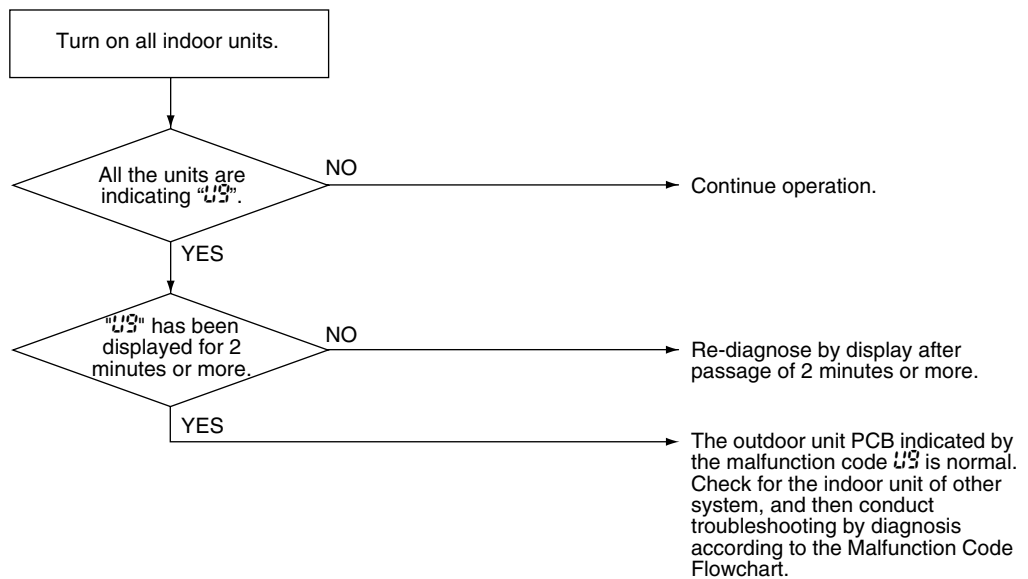 Turn on all indoor units.
All the units are
indicating “U9”.
NO
Continue operation.
YES
"U9" has been
displayed for 2
minutes or more.
NO
Re-diagnose by display after
passage of 2 minutes or more.
YES
The outdoor unit PCB indicated by
the malfunction code U9 is normal.
Check for the indoor unit of other
system, and then conduct
troubleshooting by diagnosis
according to the Malfunction Code
Flowchart.